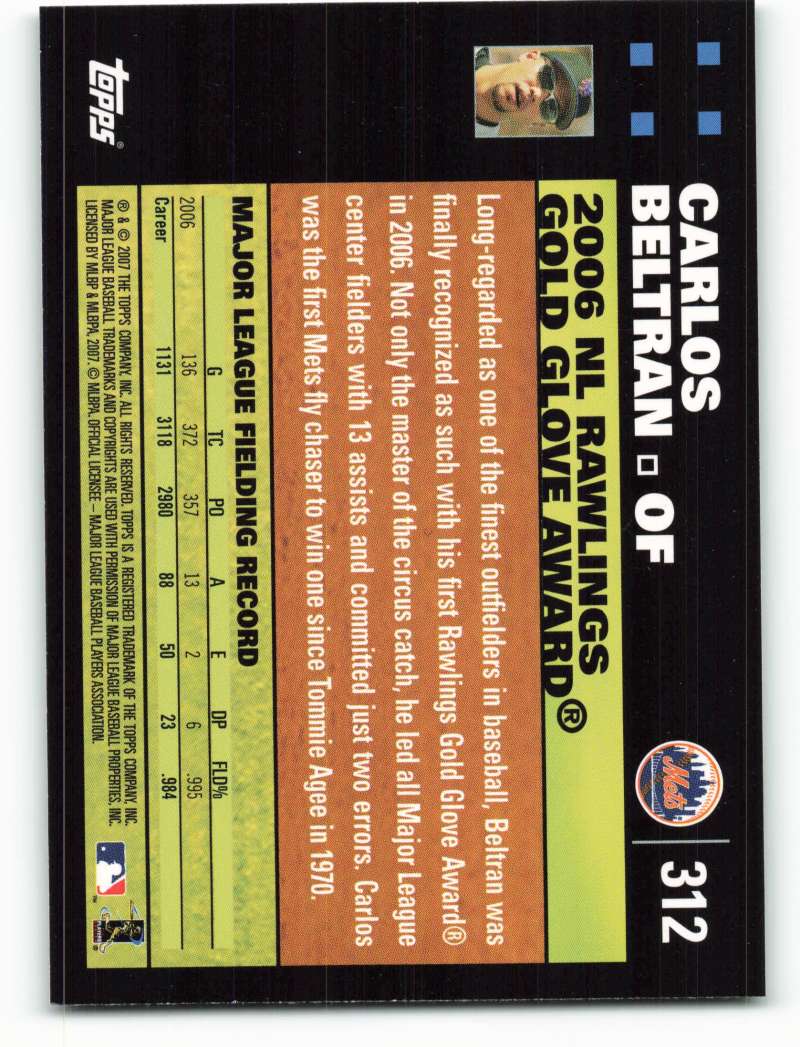 CARLOS
BELTRAN □ OF
Mets
312
2006 NL RAWLINGS
GOLD GLOVE AWARD®
Long-regarded as one of the finest outfielders in baseball, Beltran was
finally recognized as such with his first Rawlings Gold Glove Award®
in 2006. Not only the master of the circus catch, he led all Major League
center fielders with 13 assists and committed just two errors. Carlos
was the first Mets fly chaser to win one since Tommie Agee in 1970.
MAJOR LEAGUE FIELDING RECORD
G TC PO A E DP FLD%
2006 136 372 357 13 2 6 .995
Career 1131 3118 2980 88 50 23 .984
® & © 2007 THE TOPPS COMPANY, INC. ALL RIGHTS RESERVED. TOPPS IS A REGISTERED TRADEMARK OF THE TOPPS COMPANY, INC.
MAJOR LEAGUE BASEBALL TRADEMARKS AND COPYRIGHTS ARE USED WITH PERMISSION OF MAJOR LEAGUE BASEBALL PROPERTIES, INC.
LICENSED BY MLBP & MLBPA, 2007. © MLBPA. OFFICIAL LICENSEE – MAJOR LEAGUE BASEBALL PLAYERS ASSOCIATION.
topps®